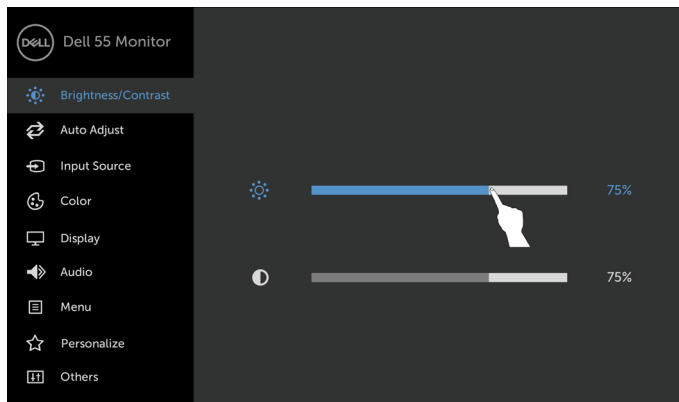 DELL Dell 55 Monitor
Brightness/Contrast
Auto Adjust
Input Source
Color
Display
Audio
Menu
Personalize
Others
75%
75%